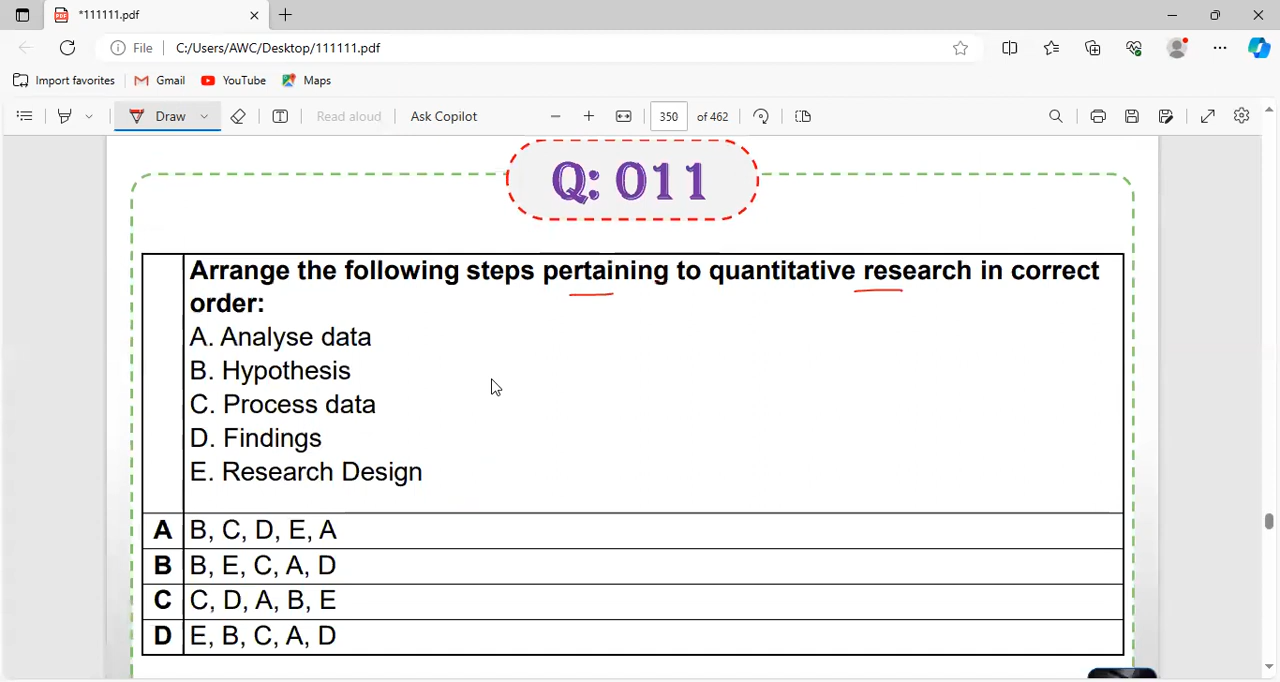 *111111.pdf
File C:/Users/AWC/Desktop/111111.pdf
Import favorites Gmail YouTube Maps
Draw Read aloud Ask Copilot 350 of 462
Q: 011
Arrange the following steps pertaining to quantitative research in correct
order:
A. Analyse data
B. Hypothesis
C. Process data
D. Findings
E. Research Design
A B, C, D, E, A
B B, E, C, A, D
C C, D, A, B, E
D E, B, C, A, D